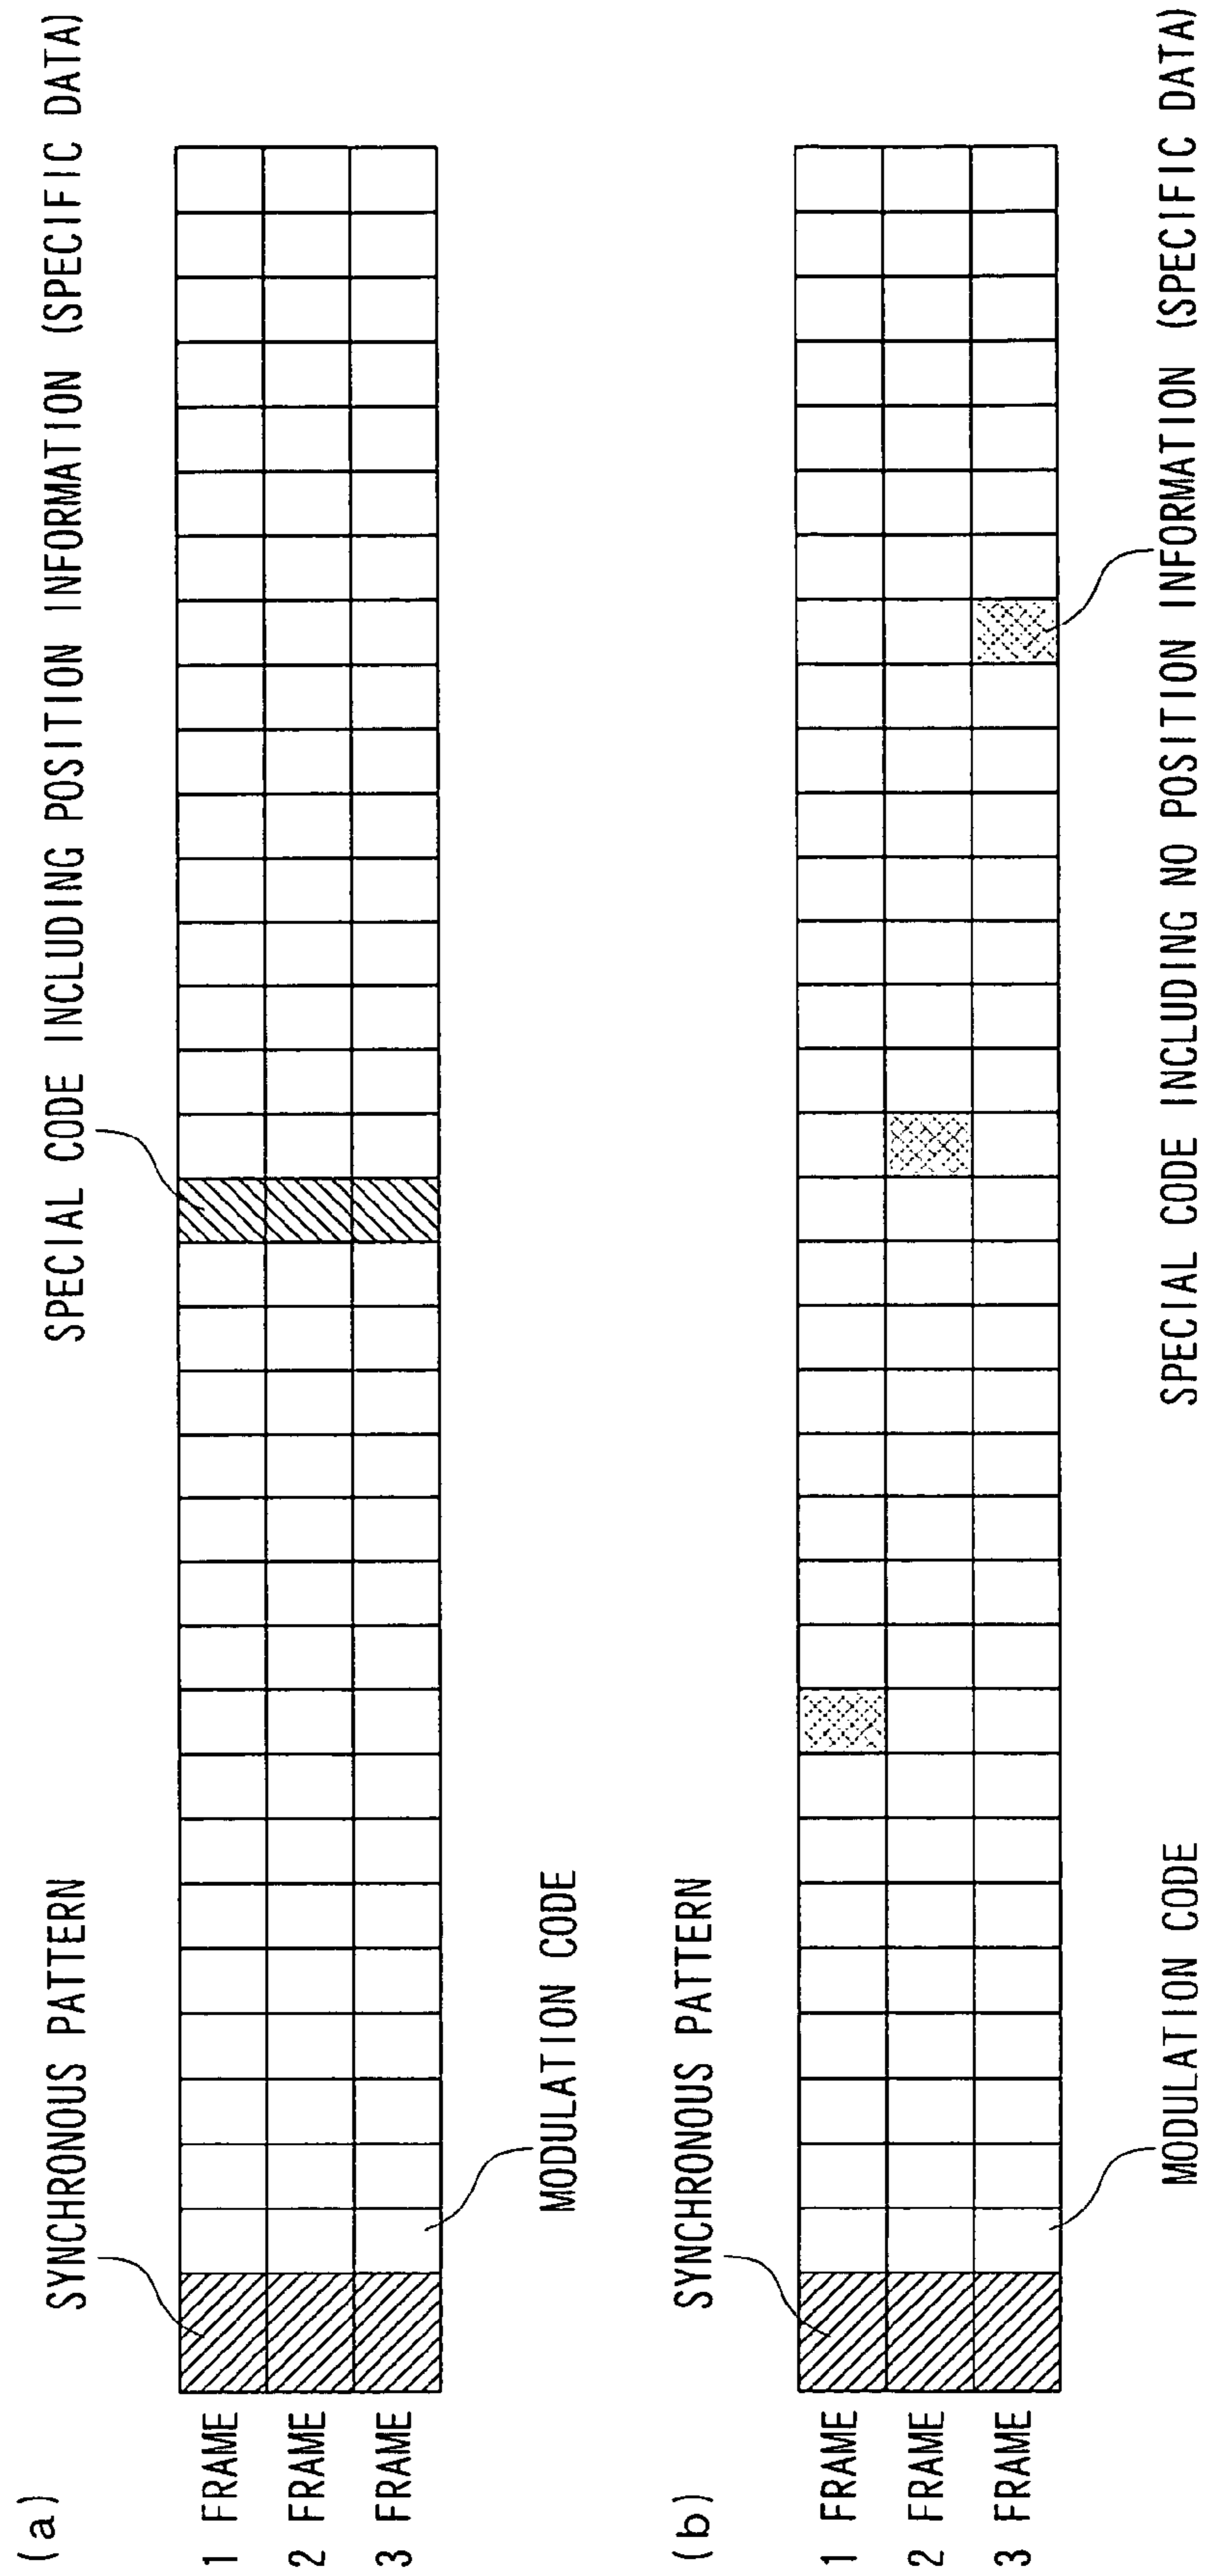 (a)
SPECIAL CODE INCLUDING POSITION INFORMATION (SPECIFIC DATA)
SYNCHRONOUS PATTERN
1 FRAME
2 FRAME
3 FRAME
MODULATION CODE
(b)
SYNCHRONOUS PATTERN
1 FRAME
2 FRAME
3 FRAME
MODULATION CODE
SPECIAL CODE INCLUDING NO POSITION INFORMATION (SPECIFIC DATA)